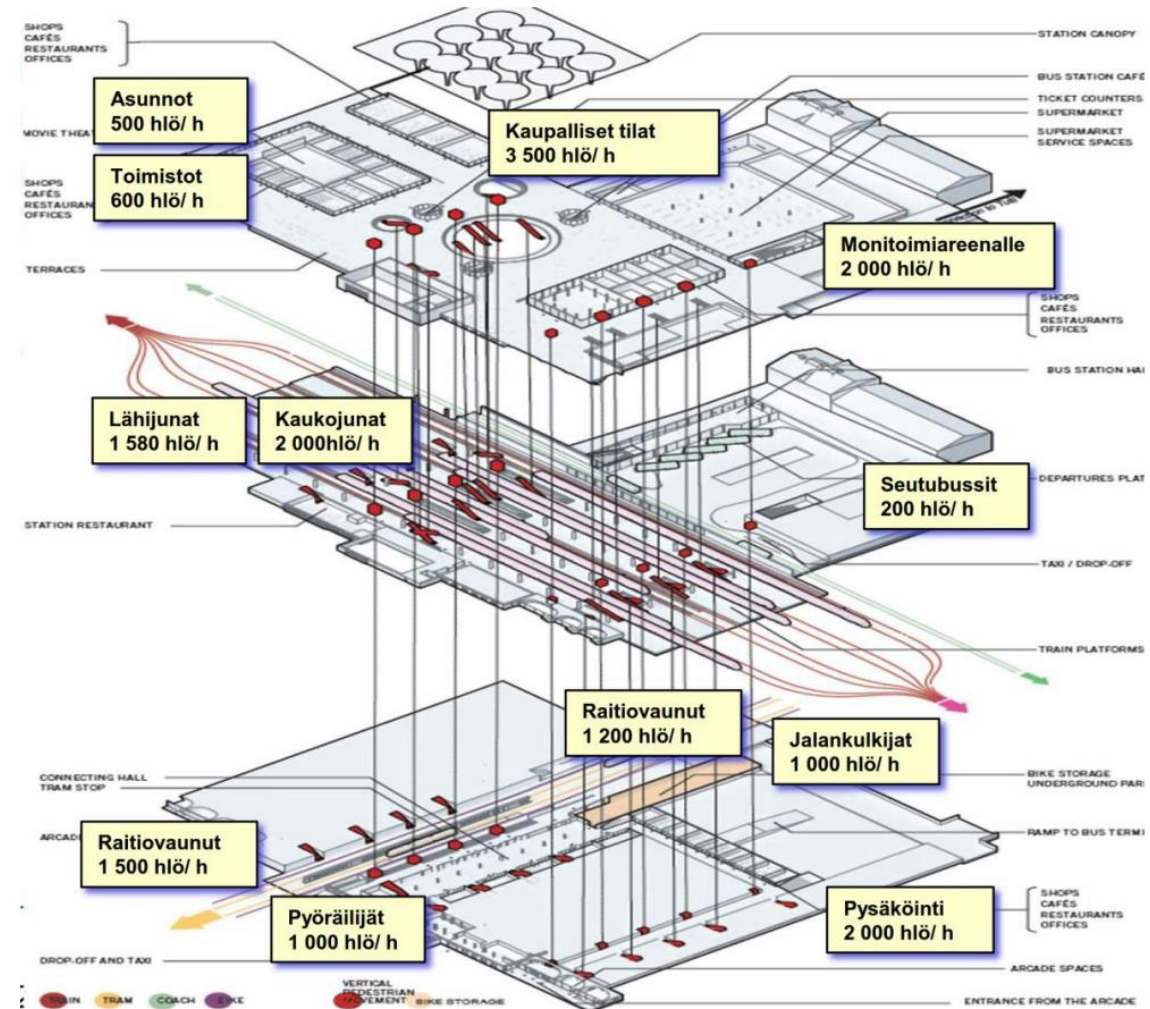 SHOPS
CAFÉS
RESTAURANTS
OFFICES
STATION CANOPY
BUS STATION CAFÉ
TICKET COUNTERS
SUPERMARKET
SUPERMARKET
SERVICE SPACES
Asunnot
500 hlö/ h
Kaupalliset tilat
3 500 hlö/ h
MOVIE THEAT
Toimistot
600 hlö/ h
SHOPS
CAFÉS
RESTAURAN
OFFICES
Monitoimiareenalle
2 000 hlö/ h
TERRACES
SHOPS
CAFÉS
RESTAURANTS
OFFICES
BUS STATION HAL
Lähijunat
1 580 hlö/ h
Kaukojunat
2 000hlö/ h
Seutubussit
200 hlö/ h
DEPARTURES PLAT
STATION RESTAURANT
TAXI / DROP-OFF
TRAIN PLATFORMS
Raitiovaunut
1 200 hlö/ h
Jalankulkijat
1 000 hlö/ h
CONNECTING HALL
TRAM STOP
BIKE STORAGE
UNDERGROUND PAR
ARCAD
RAMP TO BUS TERMI
Raitiovaunut
1 500 hlö/ h
Pyöräilijät
1 000 hlö/ h
Pysäköinti
2 000 hlö/ h
SHOPS
CAFÉS
RESTAURANTS
OFFICES
DROP-OFF AND TAXI
ARCADE SPACES
TRAIN
TRAM
COACH
BIKE
VERTICAL
PEDESTRIAN
MOVEMENT
BIKE STORAGE
ENTRANCE FROM THE ARCADE